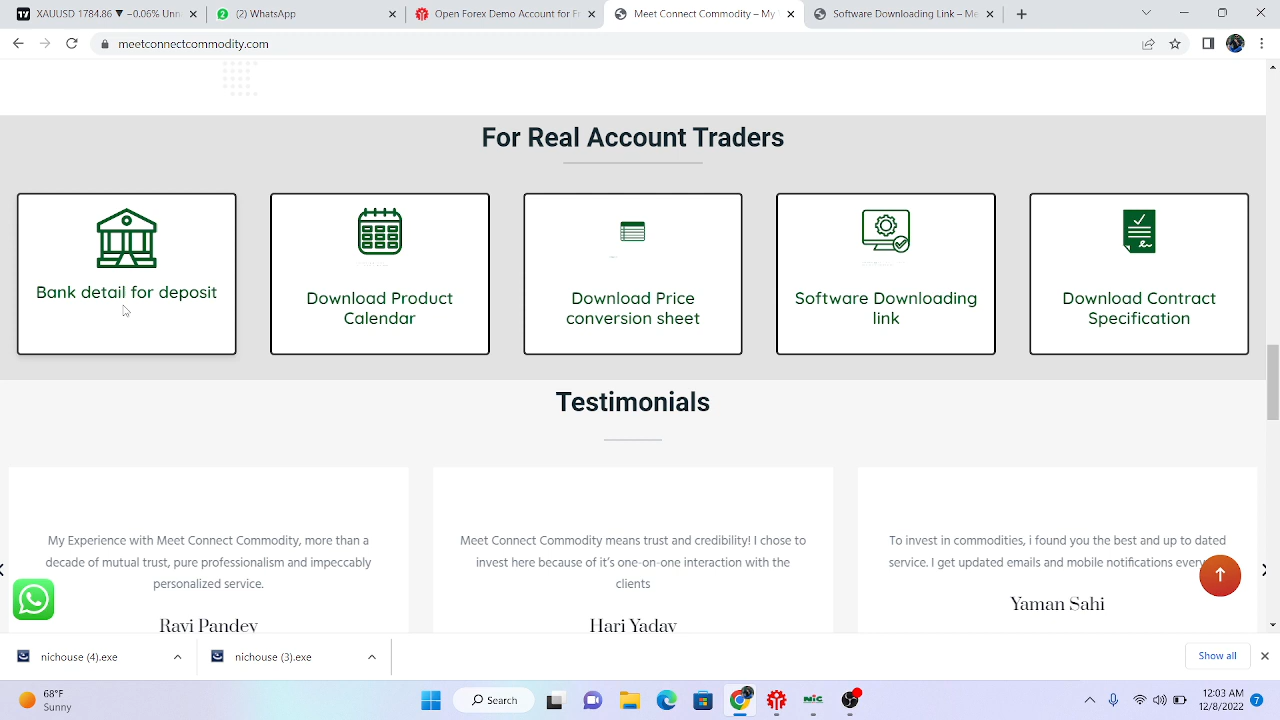 XAUUSD 1784.86 −0.06% Un
(2) WhatsApp
Open Forex Account for F
Meet Connect Commodity – My
Software Downloading Link – Me
meetconnectcommodity.com
For Real Account Traders
Bank detail for deposit
Download Product
Calendar
Download Price
conversion sheet
Software Downloading
link
Download Contract
Specification
Testimonials
My Experience with Meet Connect Commodity, more than a
decade of mutual trust, pure professionalism and impeccably
personalized service.
Ravi Pandey
Meet Connect Commodity means trust and credibility! I chose to
invest here because of it's one-on-one interaction with the
clients
Hari Yadav
To invest in commodities, i found you the best and up to dated
service. I get updated emails and mobile notifications every
Yaman Sahi
nichouse (4).exe
nichouse (3).exe
Show all
68°F
Sunny
Search
NIC
12:03 AM
12/8/2022
7